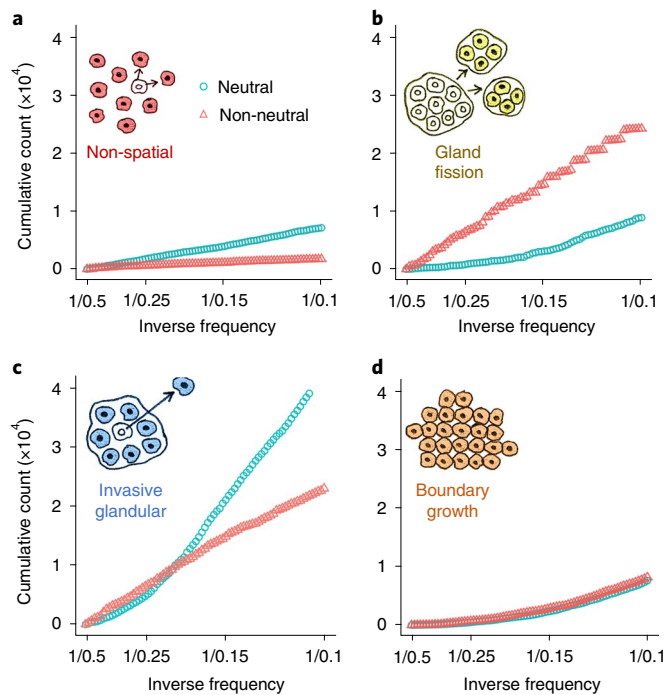 a
Cumulative count (×10⁴)
4
3
2
1
0
Non-spatial
Neutral
Non-neutral
1/0.5
1/0.25
1/0.15
1/0.1
Inverse frequency
b
4
3
2
1
0
Gland
fission
1/0.5
1/0.25
1/0.15
1/0.1
Inverse frequency
c
Cumulative count (×10⁴)
4
3
2
1
0
Invasive
glandular
1/0.5
1/0.25
1/0.15
1/0.1
Inverse frequency
d
4
3
2
1
0
Boundary
growth
1/0.5
1/0.25
1/0.15
1/0.1
Inverse frequency